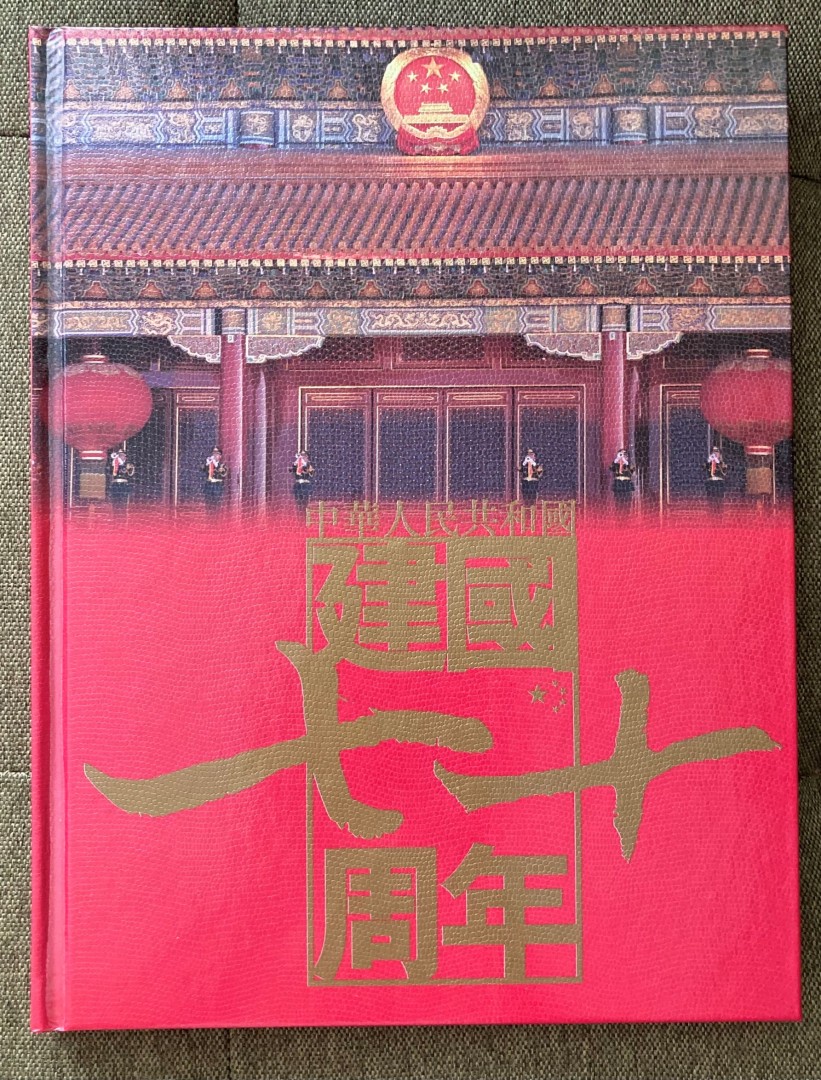 中華人民共和國
建國
七十
周年